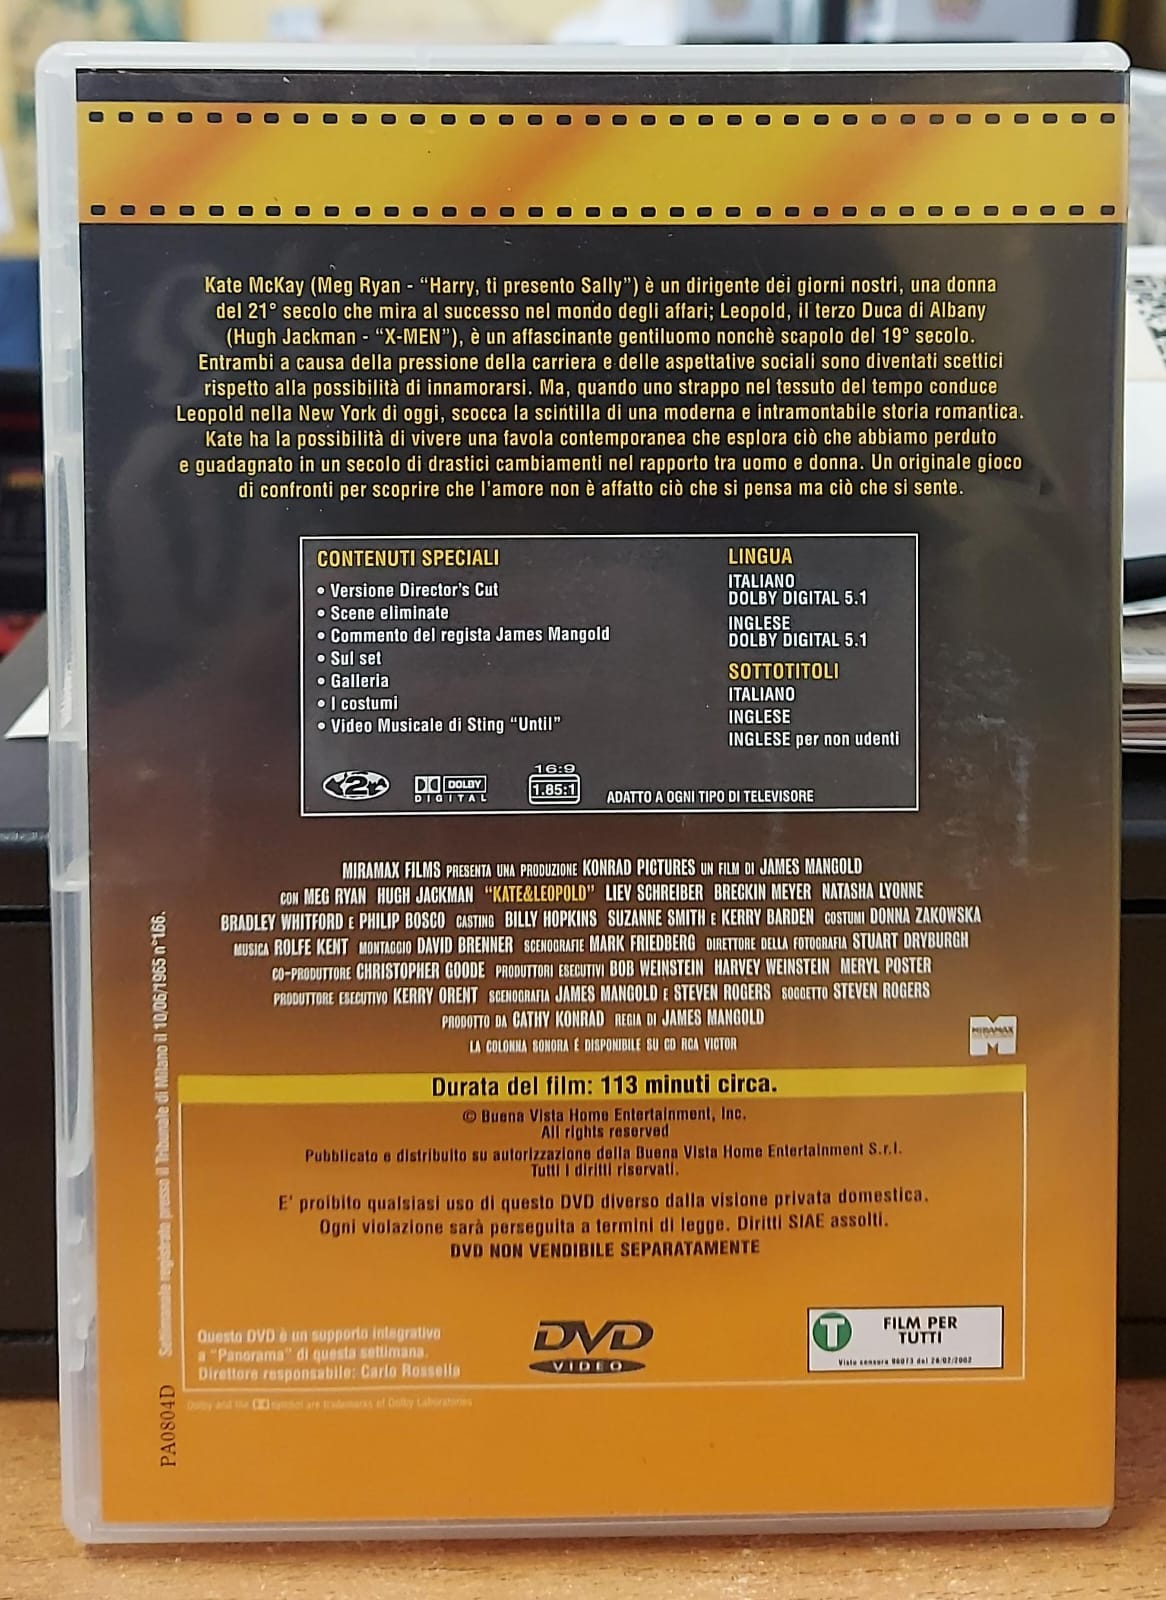 Kate McKay (Meg Ryan - “Harry, ti presento Sally”) è un dirigente dei giorni nostri, una donna
del 21° secolo che mira al successo nel mondo degli affari; Leopold, il terzo Duca di Albany
(Hugh Jackman - “X-MEN”), è un affascinante gentiluomo nonchè scapolo del 19° secolo.
Entrambi a causa della pressione della carriera e delle aspettative sociali sono diventati scettici
rispetto alla possibilità di innamorarsi. Ma, quando uno strappo nel tessuto del tempo conduce
Leopold nella New York di oggi, scocca la scintilla di una moderna e intramontabile storia romantica.
Kate ha la possibilità di vivere una favola contemporanea che esplora ciò che abbiamo perduto
e guadagnato in un secolo di drastici cambiamenti nel rapporto tra uomo e donna. Un originale gioco
di confronti per scoprire che l'amore non è affatto ciò che si pensa ma ciò che si sente.
CONTENUTI SPECIALI
• Versione Director's Cut
• Scene eliminate
• Commento del regista James Mangold
• Sul set
• Galleria
• I costumi
• Video Musicale di Sting “Until”
LINGUA
ITALIANO
DOLBY DIGITAL 5.1
INGLESE
DOLBY DIGITAL 5.1
SOTTOTITOLI
ITALIANO
INGLESE
INGLESE per non udenti
2
DOLBY
DIGITAL
16:9
1.85:1
ADATTO A OGNI TIPO DI TELEVISORE
MIRAMAX FILMS PRESENTA UNA PRODUZIONE KONRAD PICTURES UN FILM DI JAMES MANGOLD
CON MEG RYAN HUGH JACKMAN “KATE&LEOPOLD” LIEV SCHREIBER BRECKIN MEYER NATASHA LYONNE
BRADLEY WHITFORD E PHILIP BOSCO CASTING BILLY HOPKINS SUZANNE SMITH E KERRY BARDEN COSTUMI DONNA ZAKOWSKA
MUSICA ROLFE KENT MONTAGGIO DAVID BRENNER SCENOGRAFIE MARK FRIEDBERG DIRETTORE DELLA FOTOGRAFIA STUART DRYBURGH
CO-PRODUTTORE CHRISTOPHER GOODE PRODUTTORI ESECUTIVI BOB WEINSTEIN HARVEY WEINSTEIN MERYL POSTER
PRODUTTORE ESECUTIVO KERRY ORENT SCENOGRAFIA JAMES MANGOLD E STEVEN ROGERS SOGGETTO STEVEN ROGERS
PRODOTTO DA CATHY KONRAD REGIA DI JAMES MANGOLD
LA COLONNA SONORA É DISPONIBILE SU CD RCA VICTOR
MIRAMAX
Durata del film: 113 minuti circa.
© Buena Vista Home Entertainment, Inc.
All rights reserved
Pubblicato e distribuito su autorizzazione della Buena Vista Home Entertainment S.r.l.
Tutti i diritti riservati.
E' proibito qualsiasi uso di questo DVD diverso dalla visione privata domestica.
Ogni violazione sarà perseguita a termini di legge. Diritti SIAE assolti.
DVD NON VENDIBILE SEPARATAMENTE
Questo DVD è un supporto integrativo
a “Panorama” di questa settimana.
Direttore responsabile: Carlo Rossella
DVD
VIDEO
T
FILM PER
TUTTI
Visto censura 96073 del 28/02/2002
Dolby and the symbol are trademarks of Dolby Laboratories
Settimanale registrato presso il Tribunale di Milano il 10/06/1965 n°166.
PA0804D